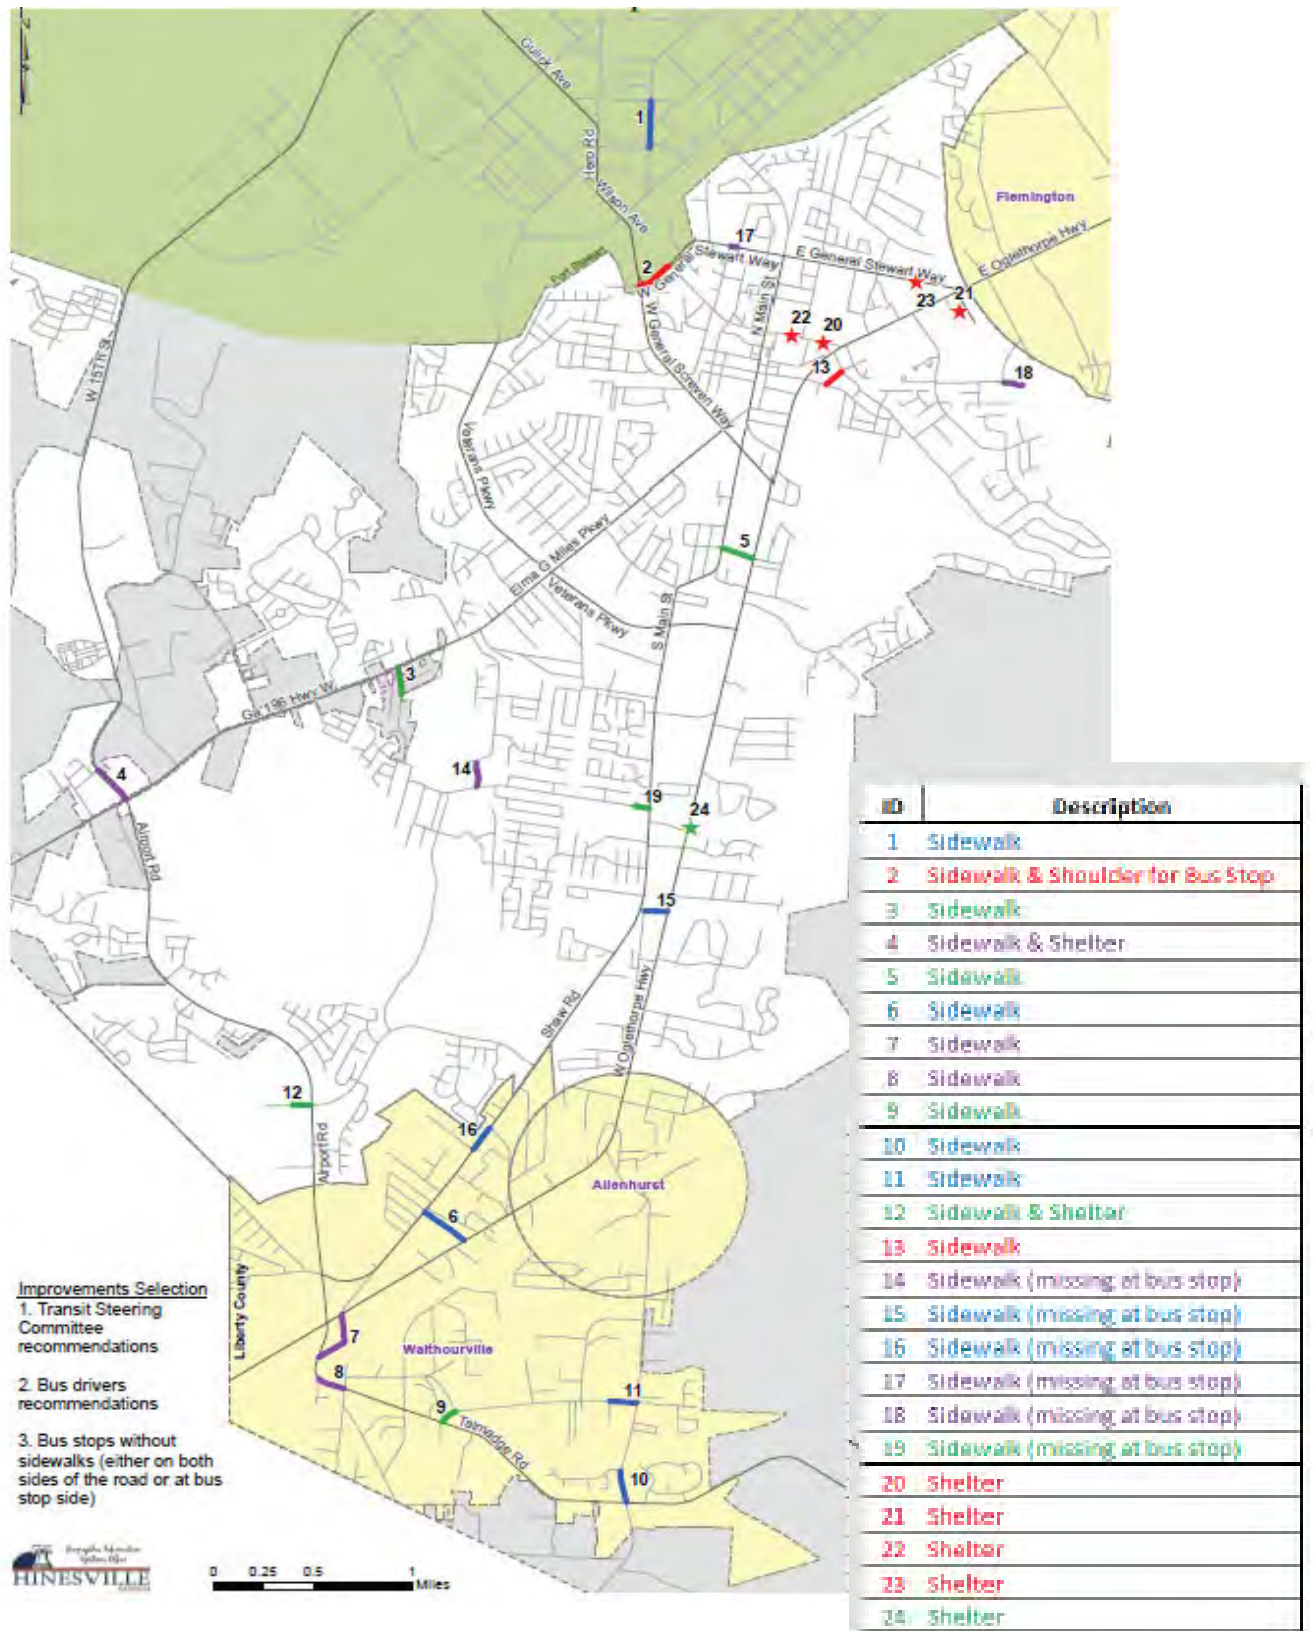 Gulick Ave
1
Hero Rd
Wilson Ave
Flemington
17
E General Stewart Way
E Oglethorpe Hwy
2
W General Stewart Way
Fort Stewart
N Main St
23
21
22
20
W General Screven Way
13
18
W 15Th St
Veterans Pkwy
5
Elma G Miles Pkwy
Veterans Pkwy
S Main St
3
Ga 196 Hwy W
4
14
19
24
Airport Rd
15
Shaw Rd
W Oglethorpe Hwy
12
Airport Rd
16
Allenhurst
6
Liberty County
7
Walthourville
8
9
Talmadge Rd
11
10
Improvements Selection
1. Transit Steering
Committee
recommendations
2. Bus drivers
recommendations
3. Bus stops without
sidewalks (either on both
sides of the road or at bus
stop side)
HINESVILLE
0 0.25 0.5 1
Miles
ID Description
1 Sidewalk
2 Sidewalk & Shoulder for Bus Stop
3 Sidewalk
4 Sidewalk & Shelter
5 Sidewalk
6 Sidewalk
7 Sidewalk
8 Sidewalk
9 Sidewalk
10 Sidewalk
11 Sidewalk
12 Sidewalk & Shelter
13 Sidewalk
14 Sidewalk (missing at bus stop)
15 Sidewalk (missing at bus stop)
16 Sidewalk (missing at bus stop)
17 Sidewalk (missing at bus stop)
18 Sidewalk (missing at bus stop)
19 Sidewalk (missing at bus stop)
20 Shelter
21 Shelter
22 Shelter
23 Shelter
24 Shelter